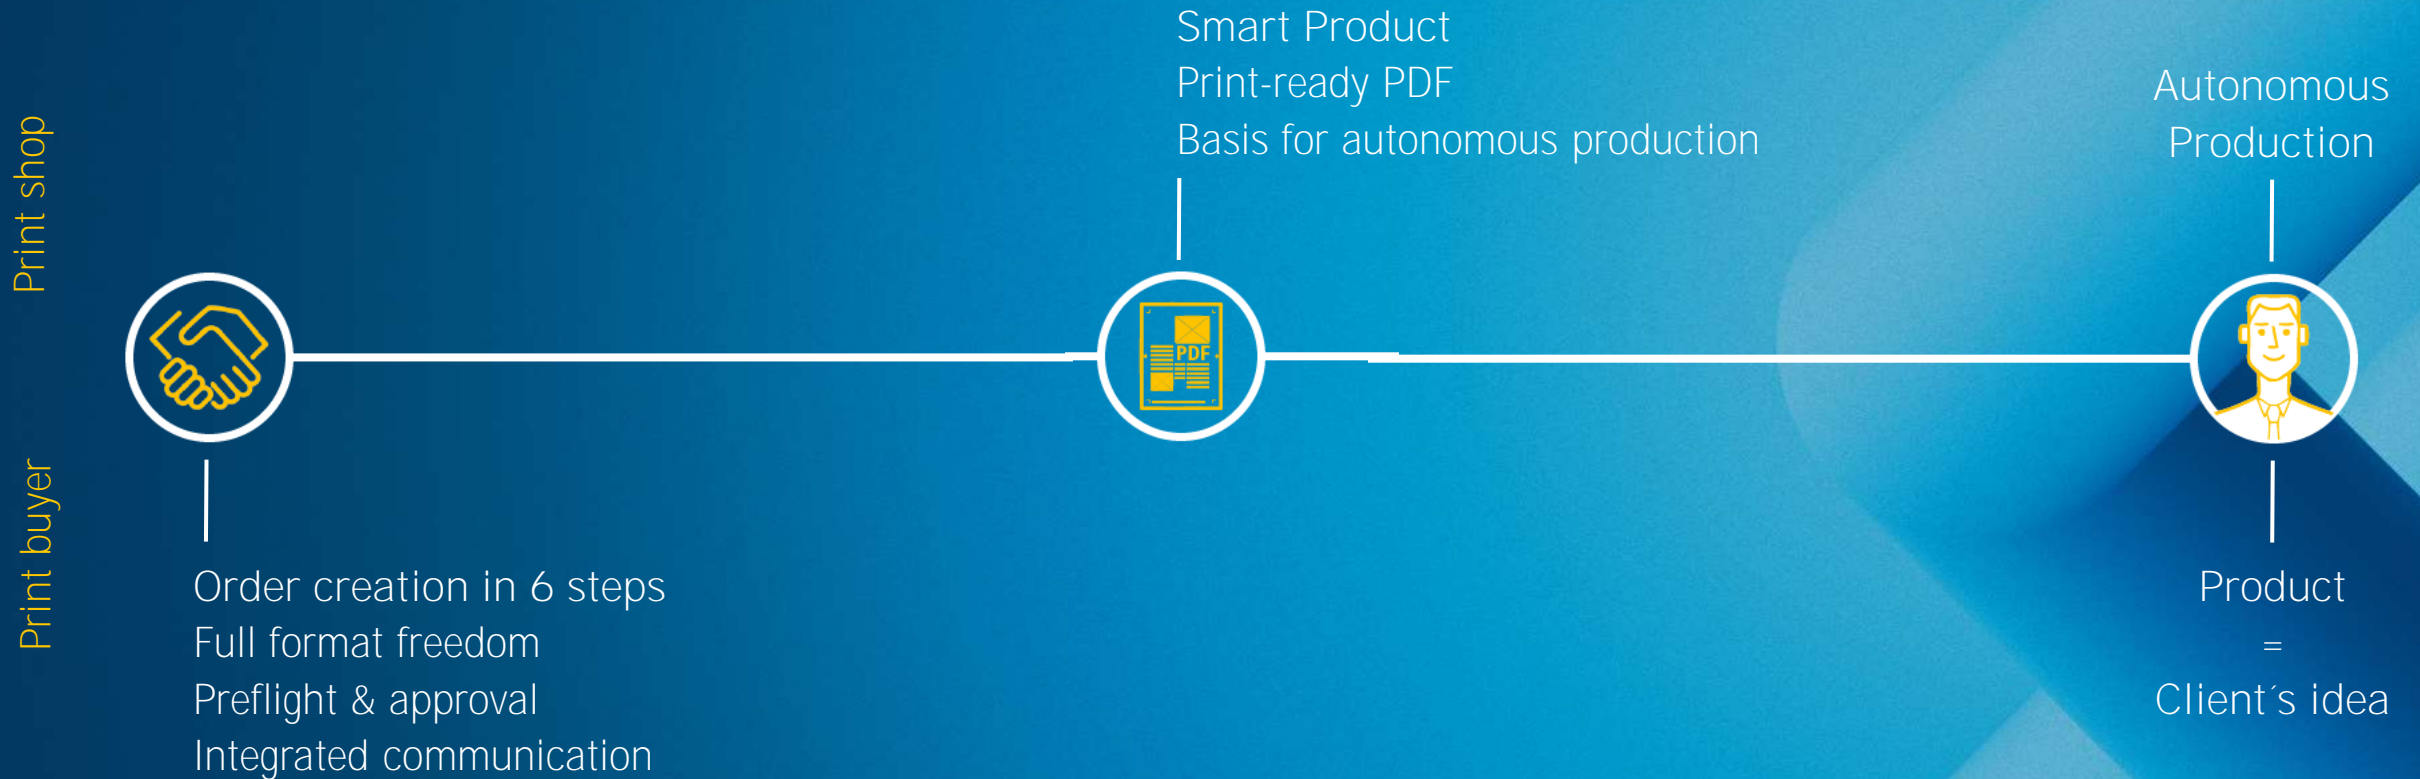 Print shop
Smart Product
Print-ready PDF
Basis for autonomous production
Autonomous
Production
PDF
Print buyer
Order creation in 6 steps
Full format freedom
Preflight & approval
Integrated communication
Product
=
Client´s idea